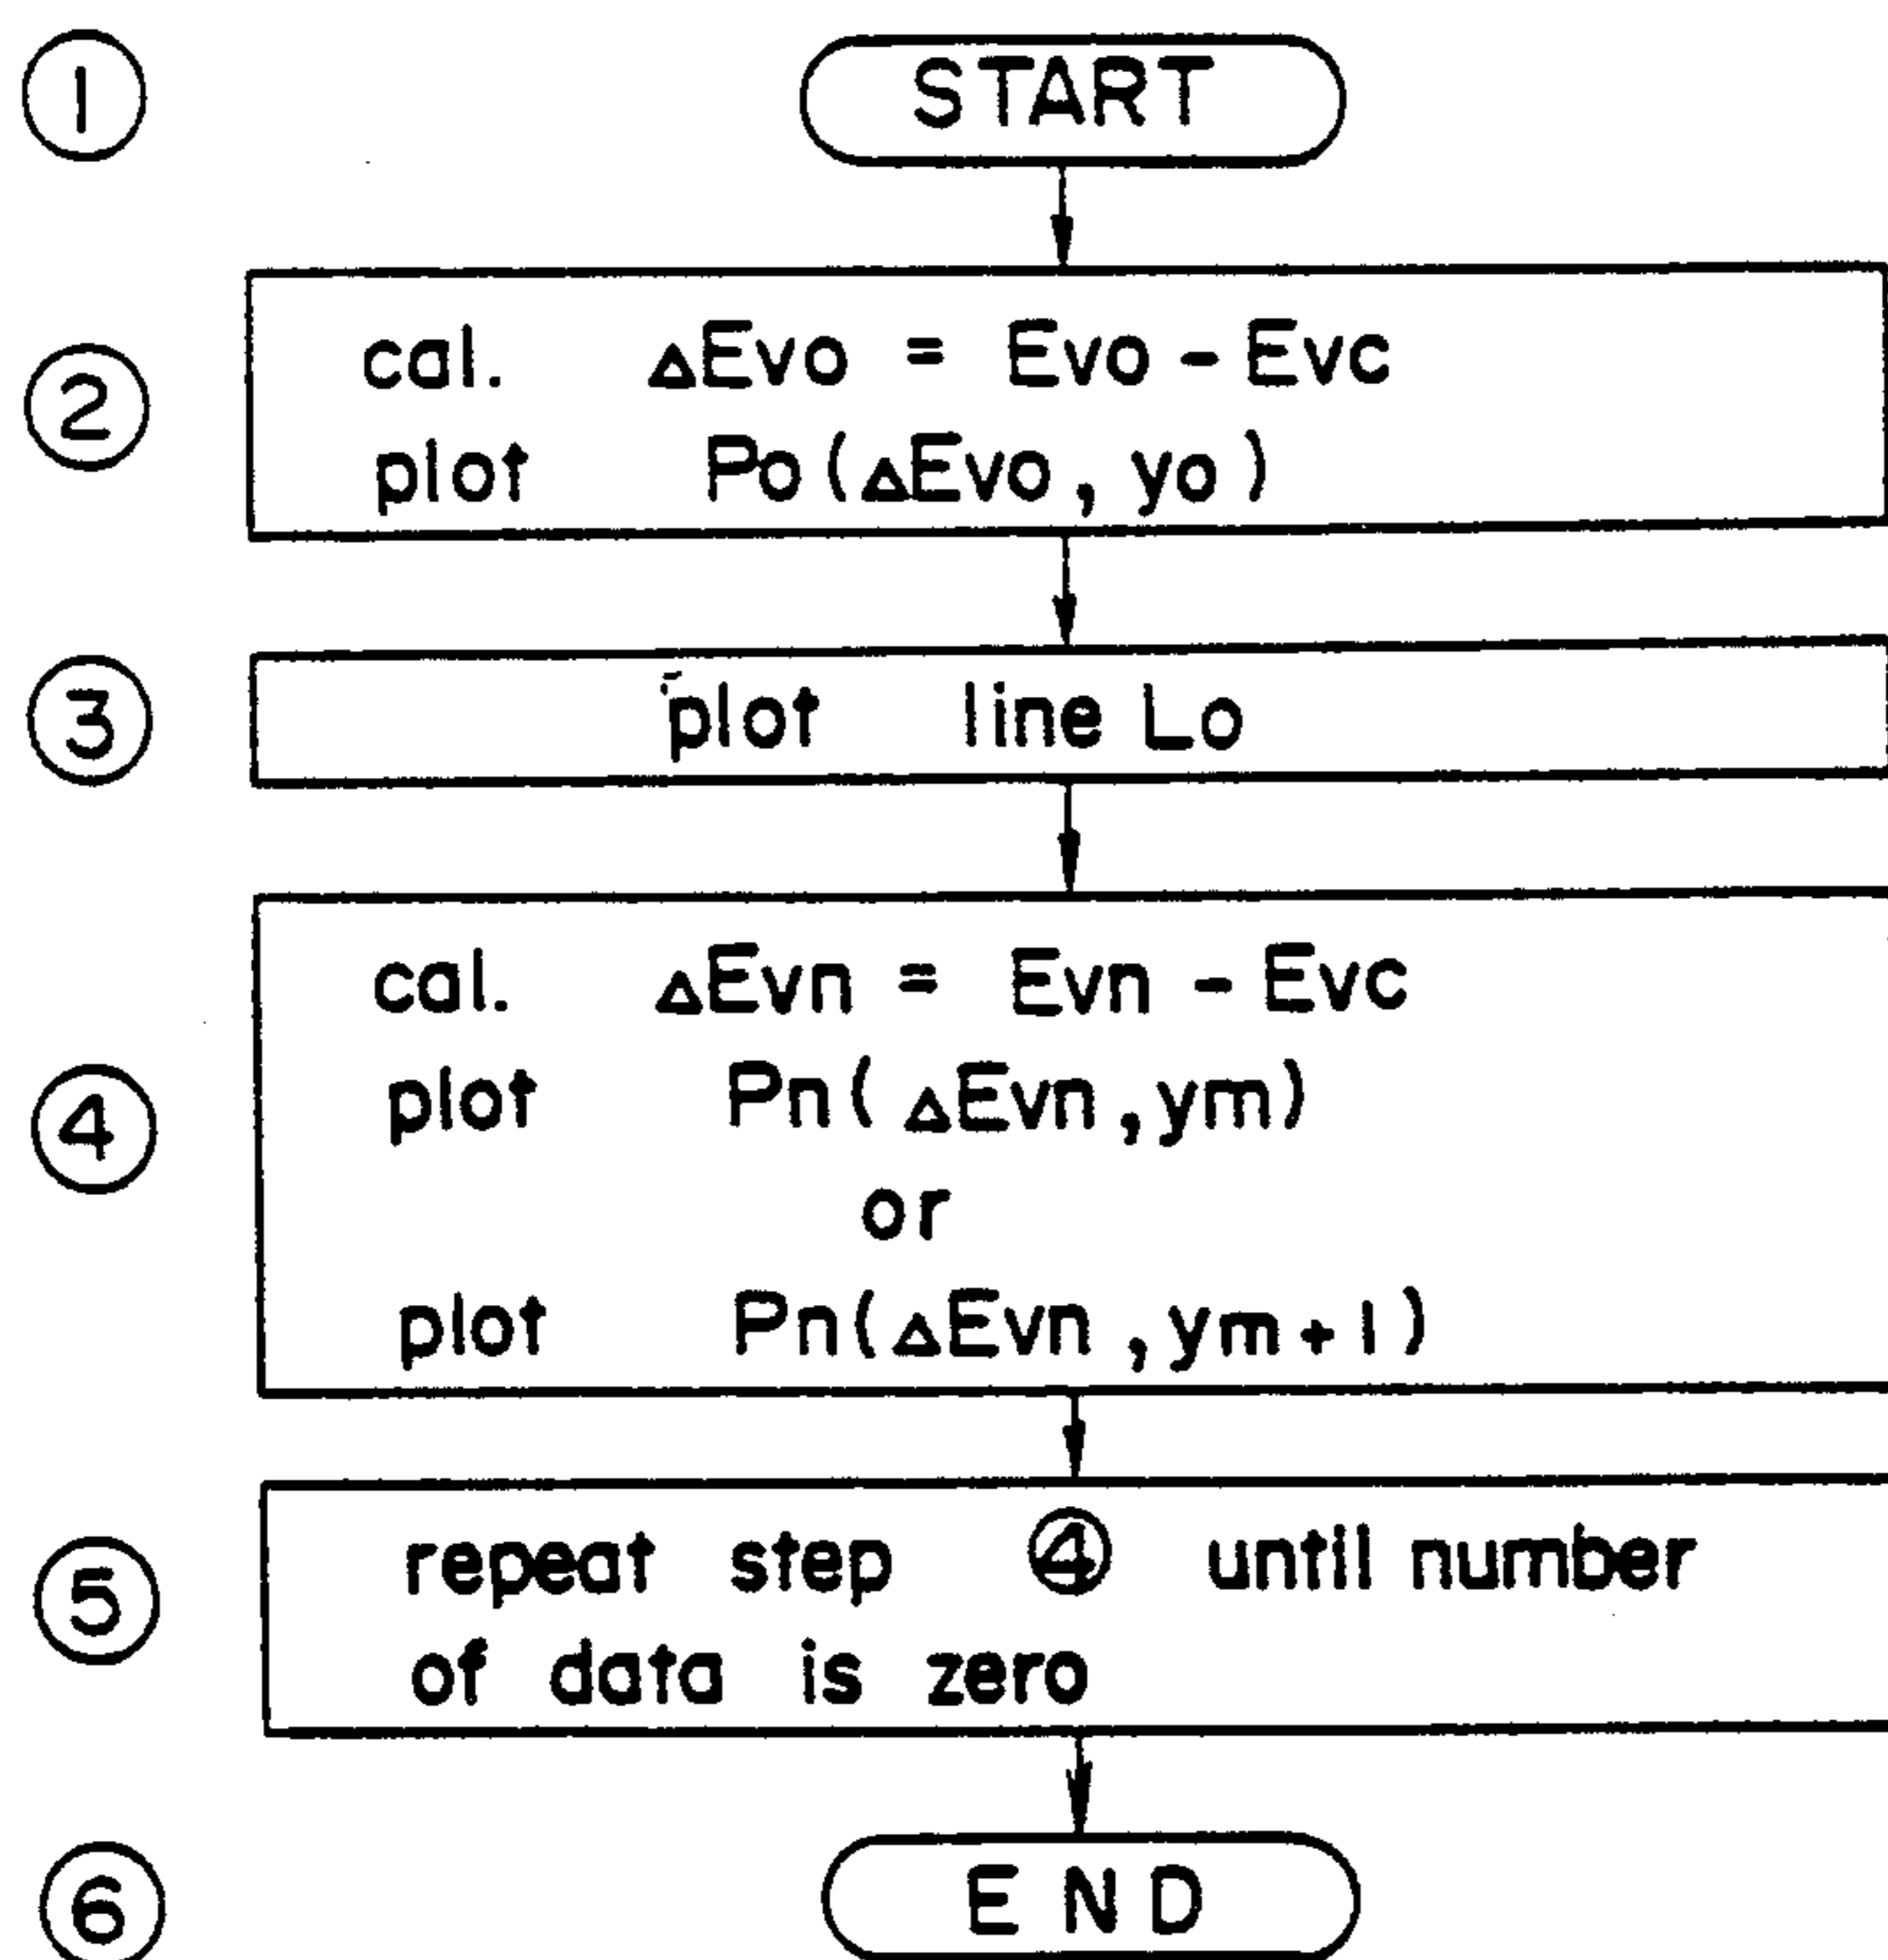 ① START
② cal. ΔEvo = Evo - Evc
plot Po(ΔEvo, yo)
③ plot line Lo
④ cal. ΔEvn = Evn - Evc
plot Pn(ΔEvn, ym)
or
plot Pn(ΔEvn, ym+1)
⑤ repeat step ④ until number
of data is zero
⑥ END